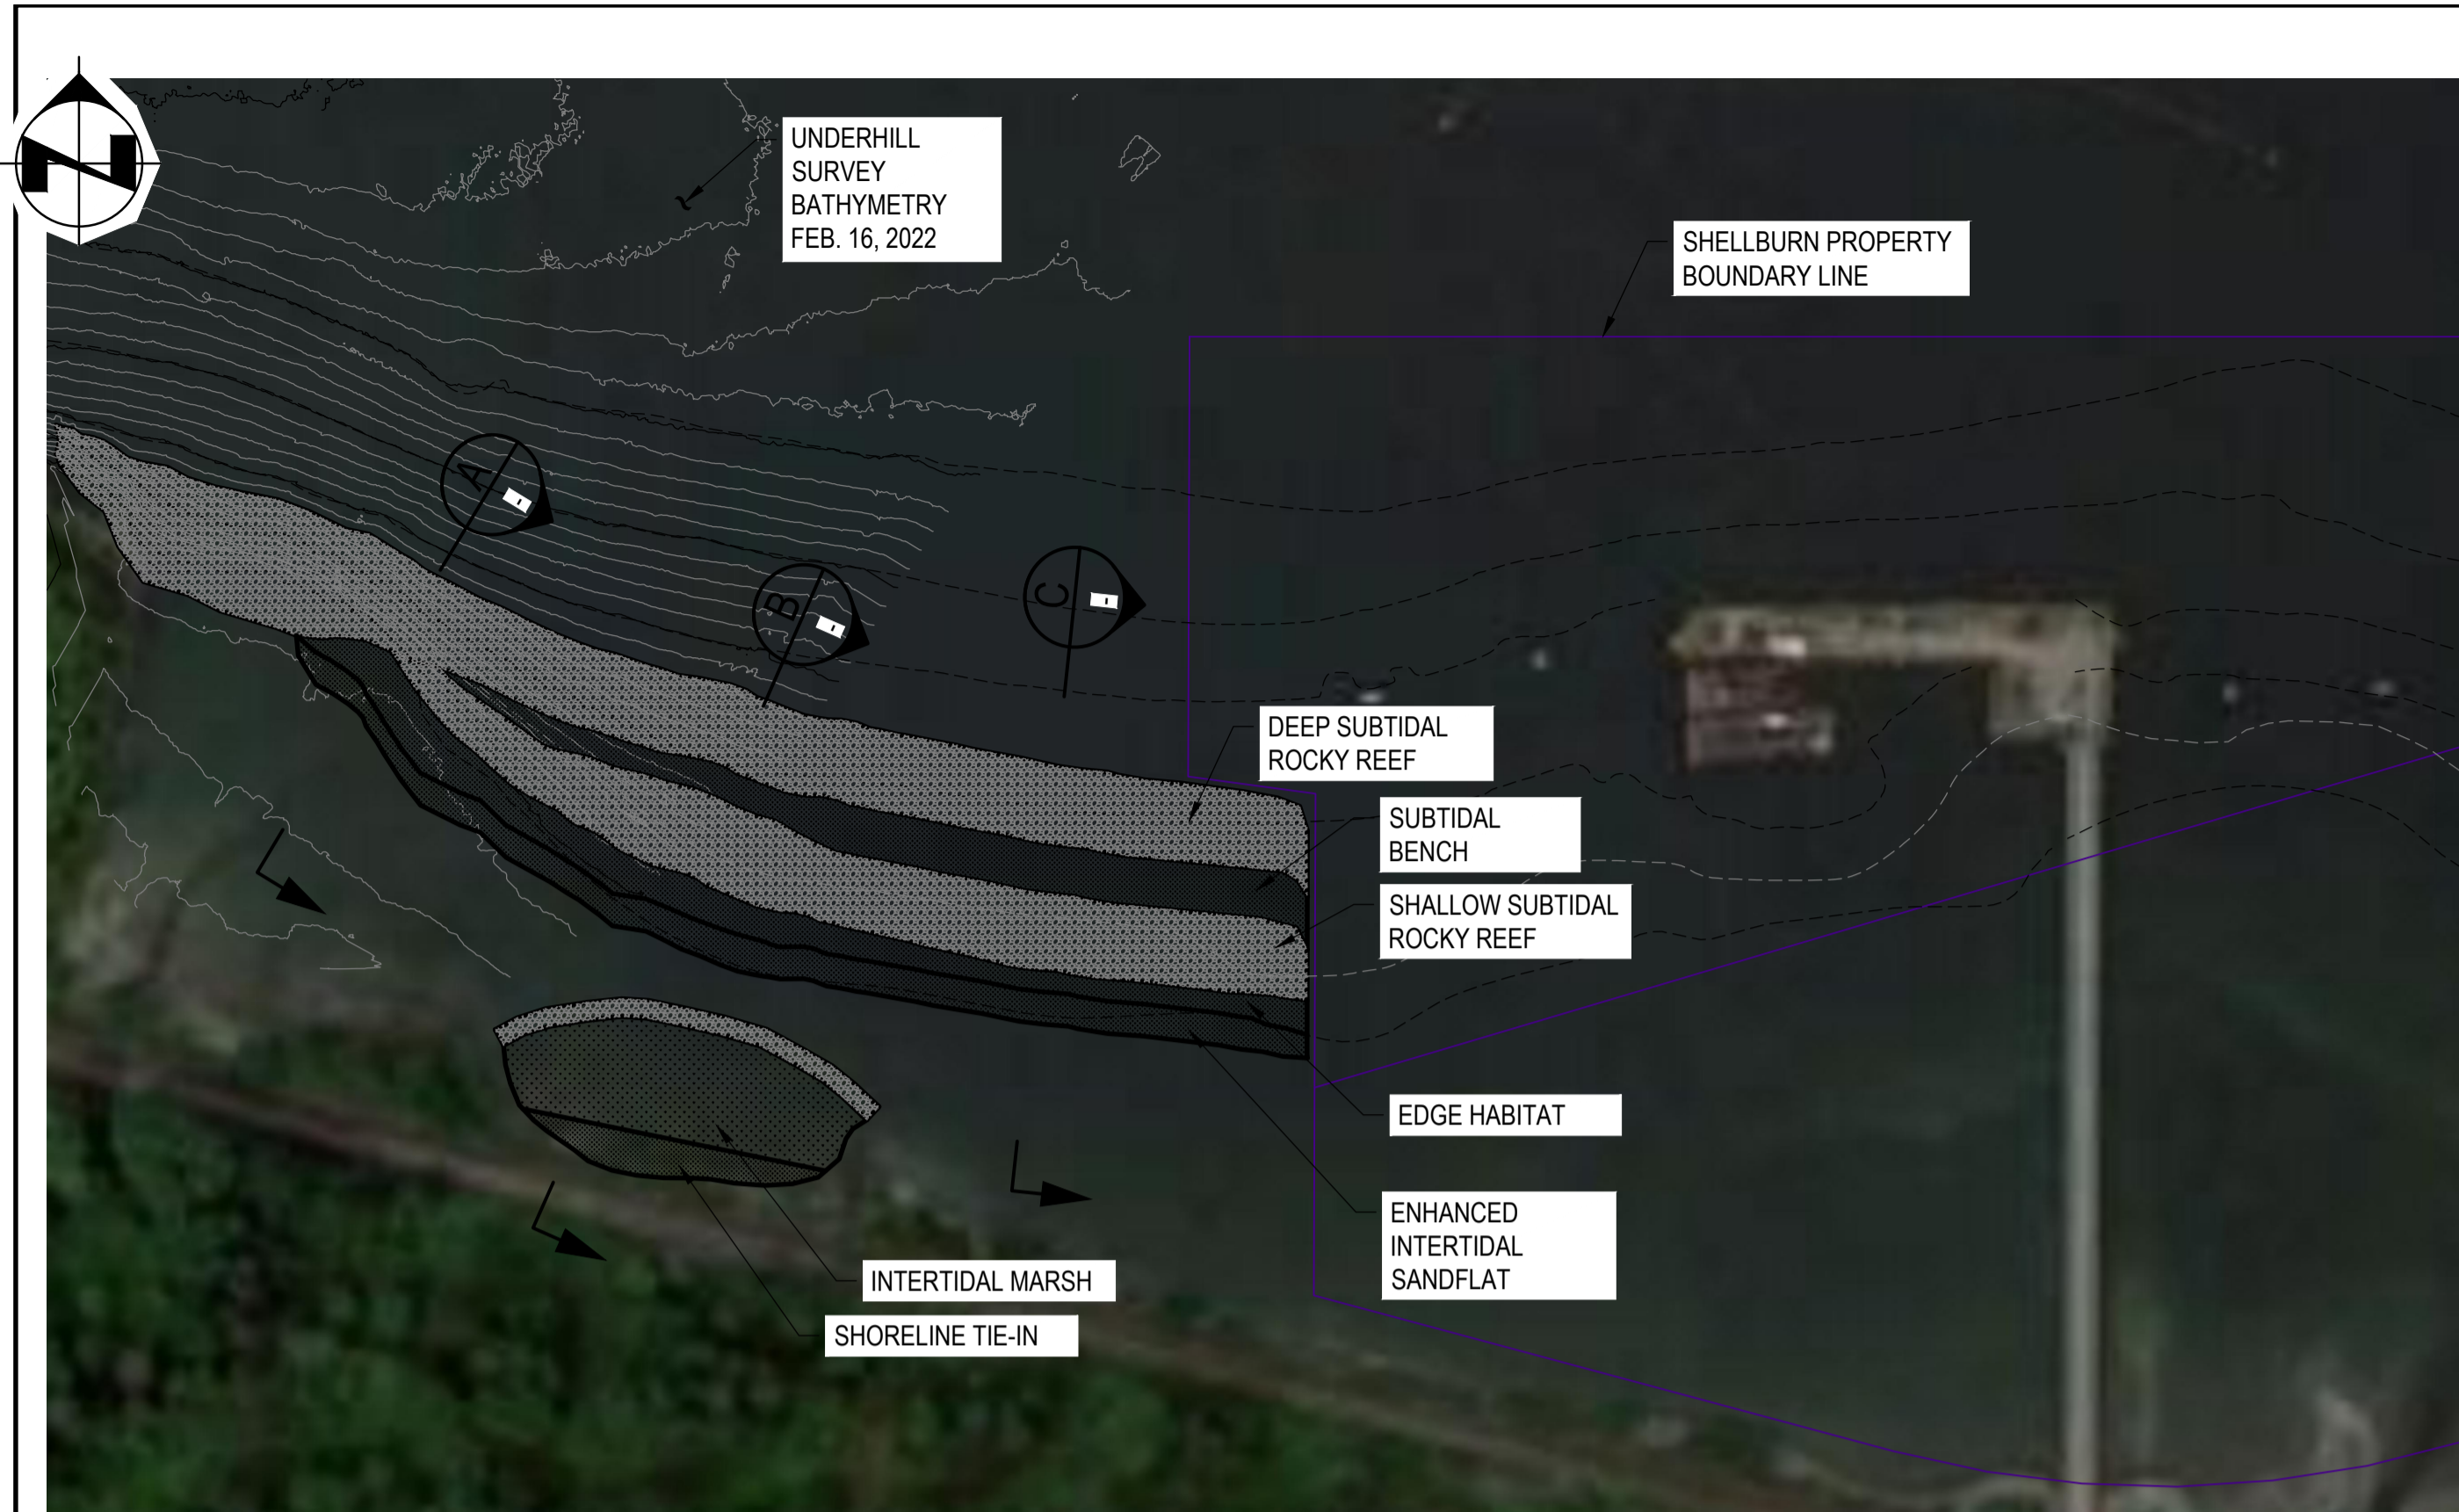 N
UNDERHILL
SURVEY
BATHYMETRY
FEB. 16, 2022
SHELLBURN PROPERTY
BOUNDARY LINE
A
-
B
-
C
-
DEEP SUBTIDAL
ROCKY REEF
SUBTIDAL
BENCH
SHALLOW SUBTIDAL
ROCKY REEF
EDGE HABITAT
ENHANCED
INTERTIDAL
SANDFLAT
INTERTIDAL MARSH
SHORELINE TIE-IN